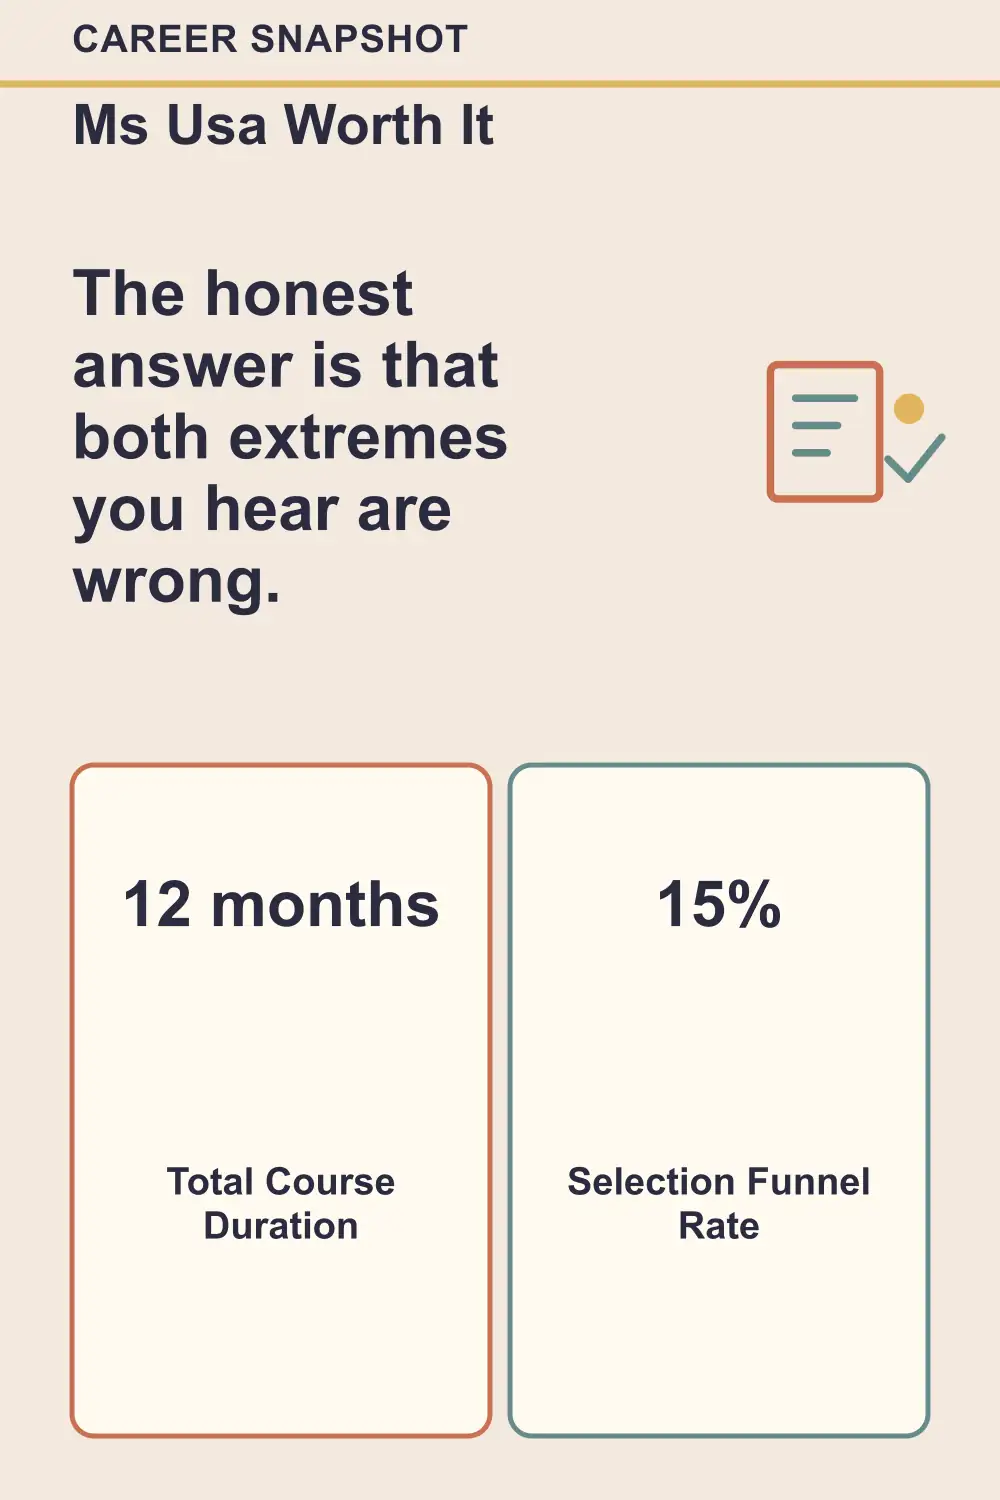 CAREER SNAPSHOT
Ms Usa Worth It
The honest
answer is that
both extremes
you hear are
wrong.
12 months
Total Course
Duration
15%
Selection Funnel
Rate